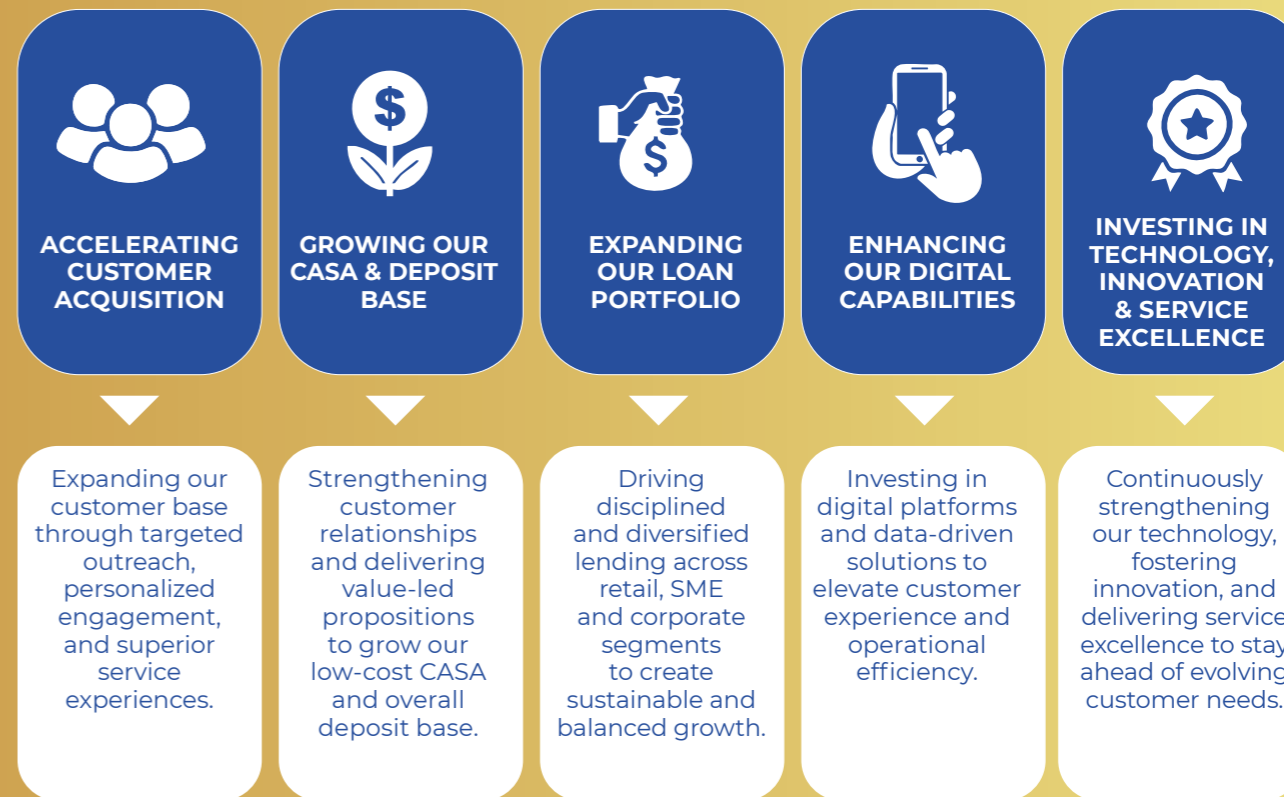 ACCELERATING
CUSTOMER
ACQUISITION
Expanding our
customer base
through targeted
outreach,
personalized
engagement,
and superior
service
experiences.
GROWING OUR
CASA & DEPOSIT
BASE
Strengthening
customer
relationships
and delivering
value-led
propositions
to grow our
low-cost CASA
and overall
deposit base.
EXPANDING
OUR LOAN
PORTFOLIO
Driving
disciplined
and diversified
lending across
retail, SME
and corporate
segments
to create
sustainable and
balanced growth.
ENHANCING
OUR DIGITAL
CAPABILITIES
Investing in
digital platforms
and data-driven
solutions to
elevate customer
experience and
operational
efficiency.
INVESTING IN
TECHNOLOGY,
INNOVATION
& SERVICE
EXCELLENCE
Continuously
strengthening
our technology,
fostering
innovation, and
delivering service
excellence to stay
ahead of evolving
customer needs.